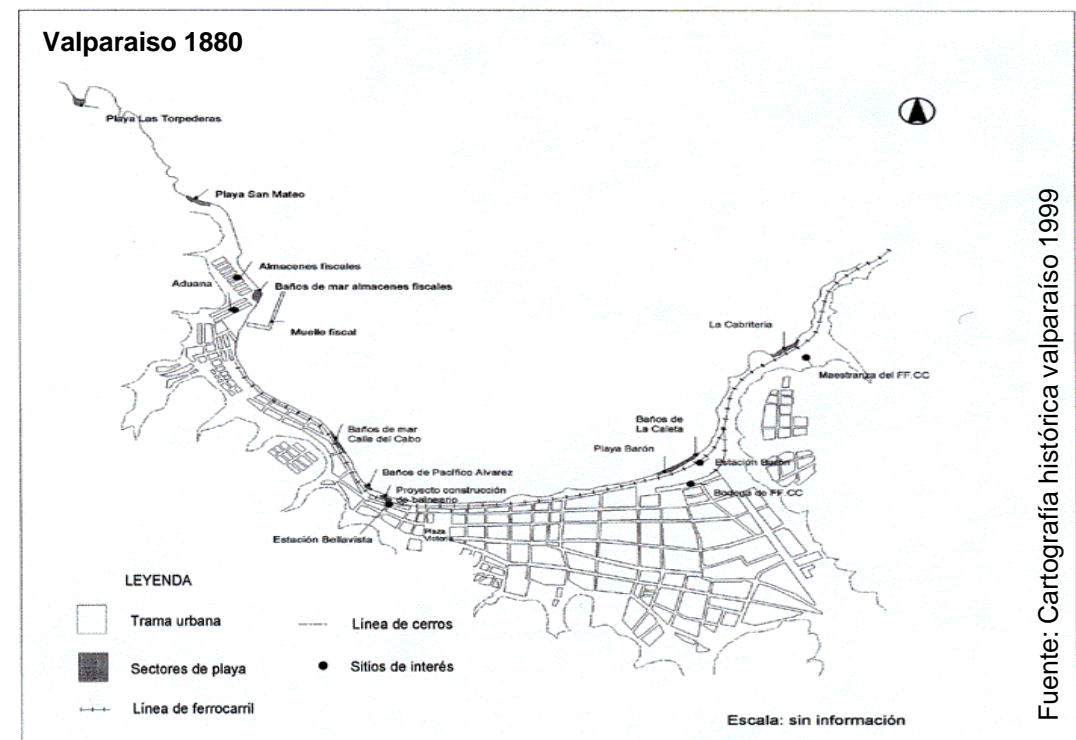 Valparaiso 1880
Playa Las Torpederas
Playa San Mateo
Almacenes fiscales
Aduana
Baños de mar almacenes fiscales
Muelle fiscal
La Cabriteria
Maestranza del FF.CC
Baños de mar
Calle del Cabo
Baños de
La Caleta
Playa Barón
Estación Barón
Baños de Pacífico Alvarez
Proyecto construcción
de balneario
Bodega de FF.CC
Estación Bellavista
Plaza
Victoria
LEYENDA
Trama urbana
Linea de cerros
Sectores de playa
Sitios de interés
Línea de ferrocarril
Escala: sin información
Fuente: Cartografía histórica valparaíso 1999